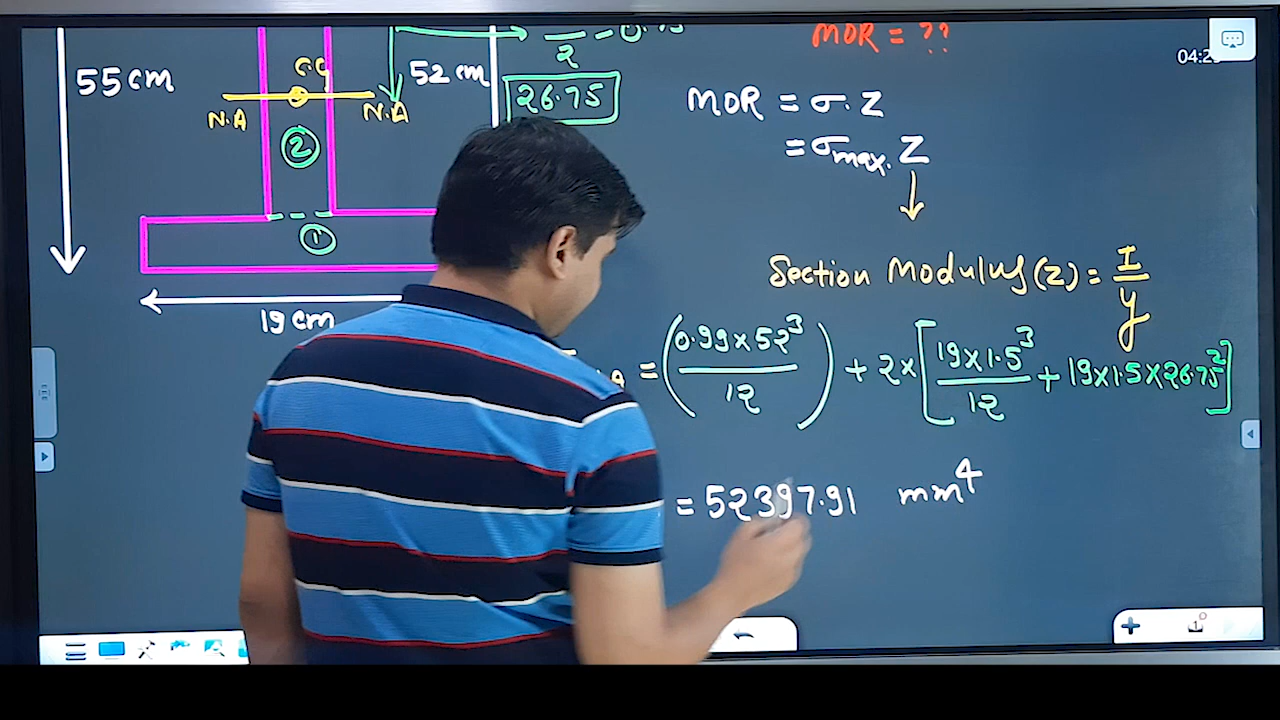 MOR = ??
04:2
55 cm
C.G
52 cm
26.75
N.A
N.A
2
1
19 cm
MOR = σ.Z
= σmax. Z
Section Modulus (Z) = I/y
= (0.99×52³/12) + 2×[19×1.5³/12 + 19×1.5×26.75²]
= 52397.91 mm⁴